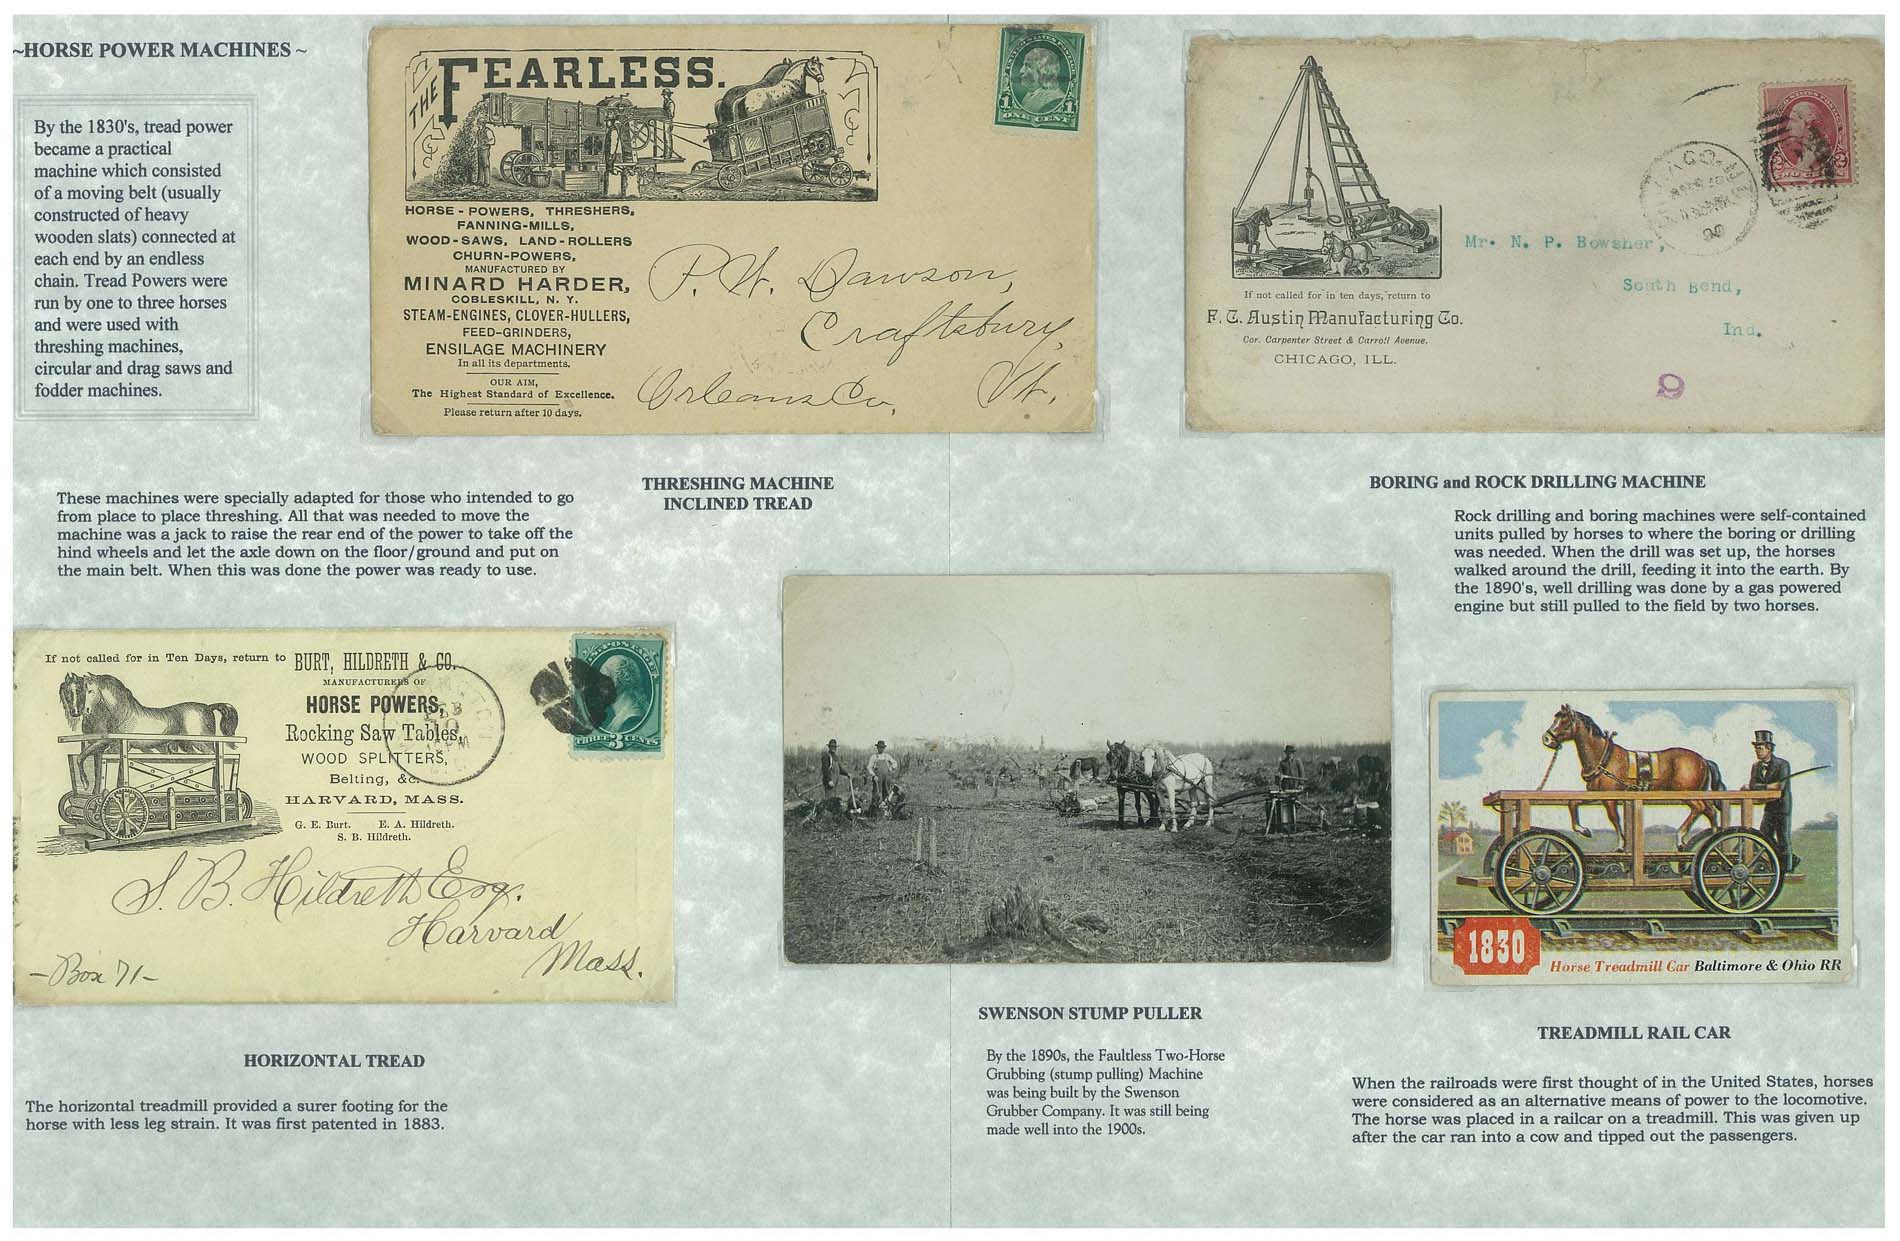 ~HORSE POWER MACHINES ~
By the 1830's, tread power
became a practical
machine which consisted
of a moving belt (usually
constructed of heavy
wooden slats) connected at
each end by an endless
chain. Tread Powers were
run by one to three horses
and were used with
threshing machines,
circular and drag saws and
fodder machines.
THE FEARLESS.
HORSE-POWERS, THRESHERS,
FANNING-MILLS,
WOOD-SAWS, LAND-ROLLERS
CHURN-POWERS,
MANUFACTURED BY
MINARD HARDER,
COBLESKILL, N. Y.
STEAM-ENGINES, CLOVER-HULLERS,
FEED-GRINDERS,
ENSILAGE MACHINERY
In all its departments.
OUR AIM,
The Highest Standard of Excellence.
Please return after 10 days.
P. W. Dawson,
Craftsbury,
Orleans Co, Vt.
UNITED STATES POSTAGE
1 1
ONE CENT
If not called for in ten days, return to
F. C. Austin Manufacturing Co.
Cor. Carpenter Street & Carroll Avenue.
CHICAGO, ILL.
Mr. N. P. Bowsher,
South Bend,
Ind.
9
2 2
THRESHING MACHINE
INCLINED TREAD
These machines were specially adapted for those who intended to go
from place to place threshing. All that was needed to move the
machine was a jack to raise the rear end of the power to take off the
hind wheels and let the axle down on the floor/ground and put on
the main belt. When this was done the power was ready to use.
BORING and ROCK DRILLING MACHINE
Rock drilling and boring machines were self-contained
units pulled by horses to where the boring or drilling
was needed. When the drill was set up, the horses
walked around the drill, feeding it into the earth. By
the 1890's, well drilling was done by a gas powered
engine but still pulled to the field by two horses.
If not called for in Ten Days, return to
BURT, HILDRETH & CO.
MANUFACTURERS OF
HORSE POWERS,
Rocking Saw Tables,
WOOD SPLITTERS,
Belting, &c.
HARVARD, MASS.
G. E. Burt. E. A. Hildreth.
S. B. Hildreth.
THREE 3 CENTS
S. B. Hildreth Esq.
Harvard
Mass.
-Box 71-
HORIZONTAL TREAD
The horizontal treadmill provided a surer footing for the
horse with less leg strain. It was first patented in 1883.
SWENSON STUMP PULLER
By the 1890s, the Faultless Two-Horse
Grubbing (stump pulling) Machine
was being built by the Swenson
Grubber Company. It was still being
made well into the 1900s.
1830
Horse Treadmill Car Baltimore & Ohio RR
TREADMILL RAIL CAR
When the railroads were first thought of in the United States, horses
were considered as an alternative means of power to the locomotive.
The horse was placed in a railcar on a treadmill. This was given up
after the car ran into a cow and tipped out the passengers.